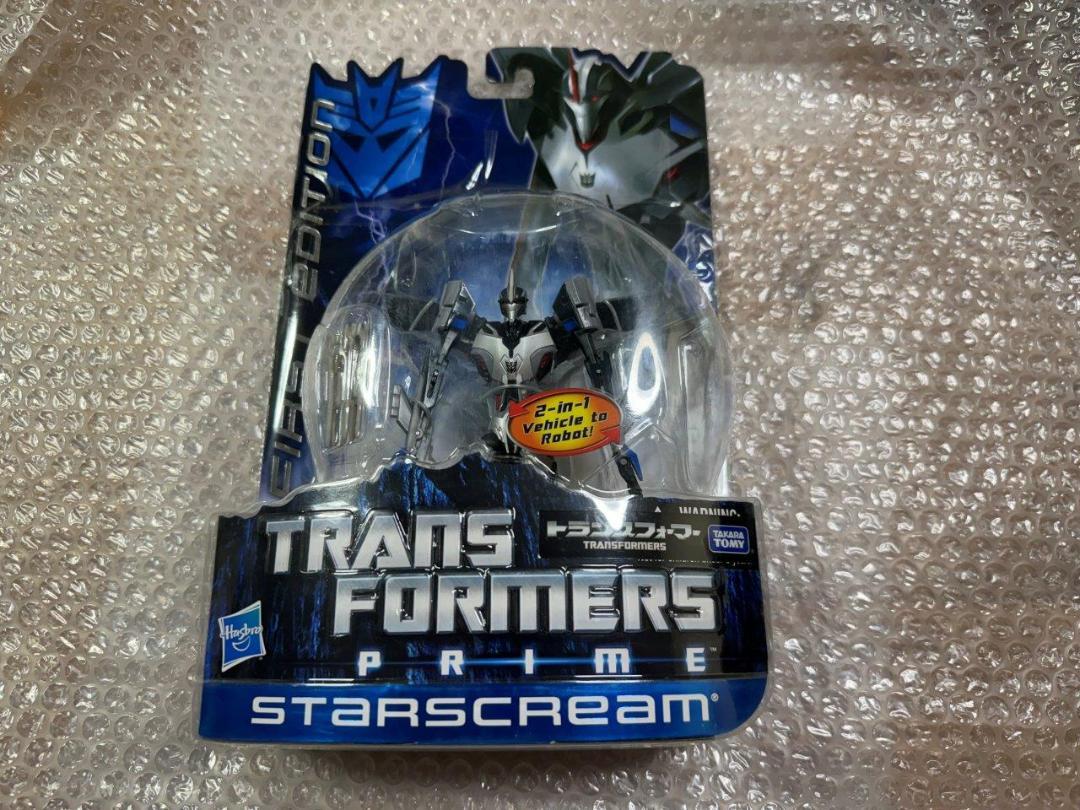 FIRST EDITION
2-in-1
Vehicle to
Robot!
WARNING:
TRANS
FORMERS
トランスフォーマー
TRANSFORMERS
TAKARA
TOMY
Hasbro
PRIME™
STARSCREAM®